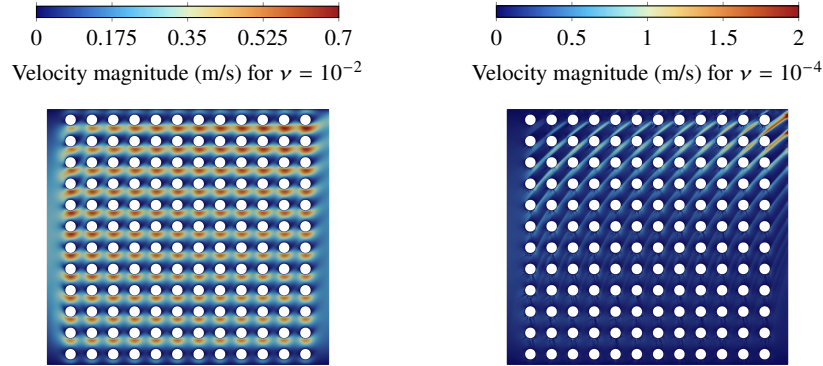 0 0.175 0.35 0.525 0.7
Velocity magnitude (m/s) for ν = 10⁻²
0 0.5 1 1.5 2
Velocity magnitude (m/s) for ν = 10⁻⁴